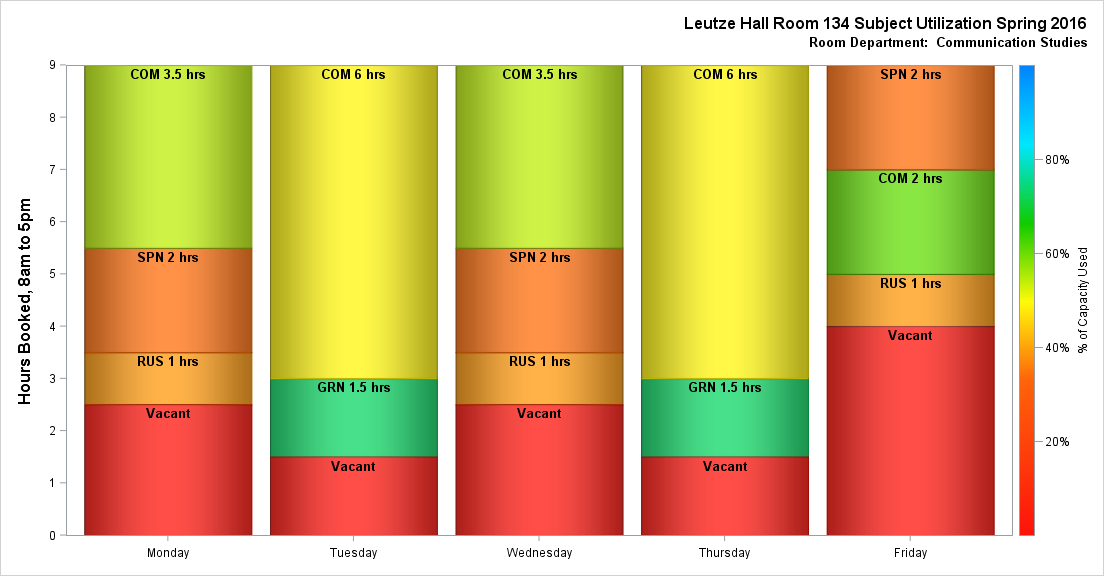 Leutze Hall Room 134 Subject Utilization Spring 2016
Room Department:  Communication Studies
Hours Booked, 8am to 5pm
9
8
7
6
5
4
3
2
1
0
COM 3.5 hrs
SPN 2 hrs
RUS 1 hrs
Vacant
COM 6 hrs
GRN 1.5 hrs
Vacant
COM 3.5 hrs
SPN 2 hrs
RUS 1 hrs
Vacant
COM 6 hrs
GRN 1.5 hrs
Vacant
SPN 2 hrs
COM 2 hrs
RUS 1 hrs
Vacant
Monday
Tuesday
Wednesday
Thursday
Friday
80%
60%
40%
20%
% of Capacity Used